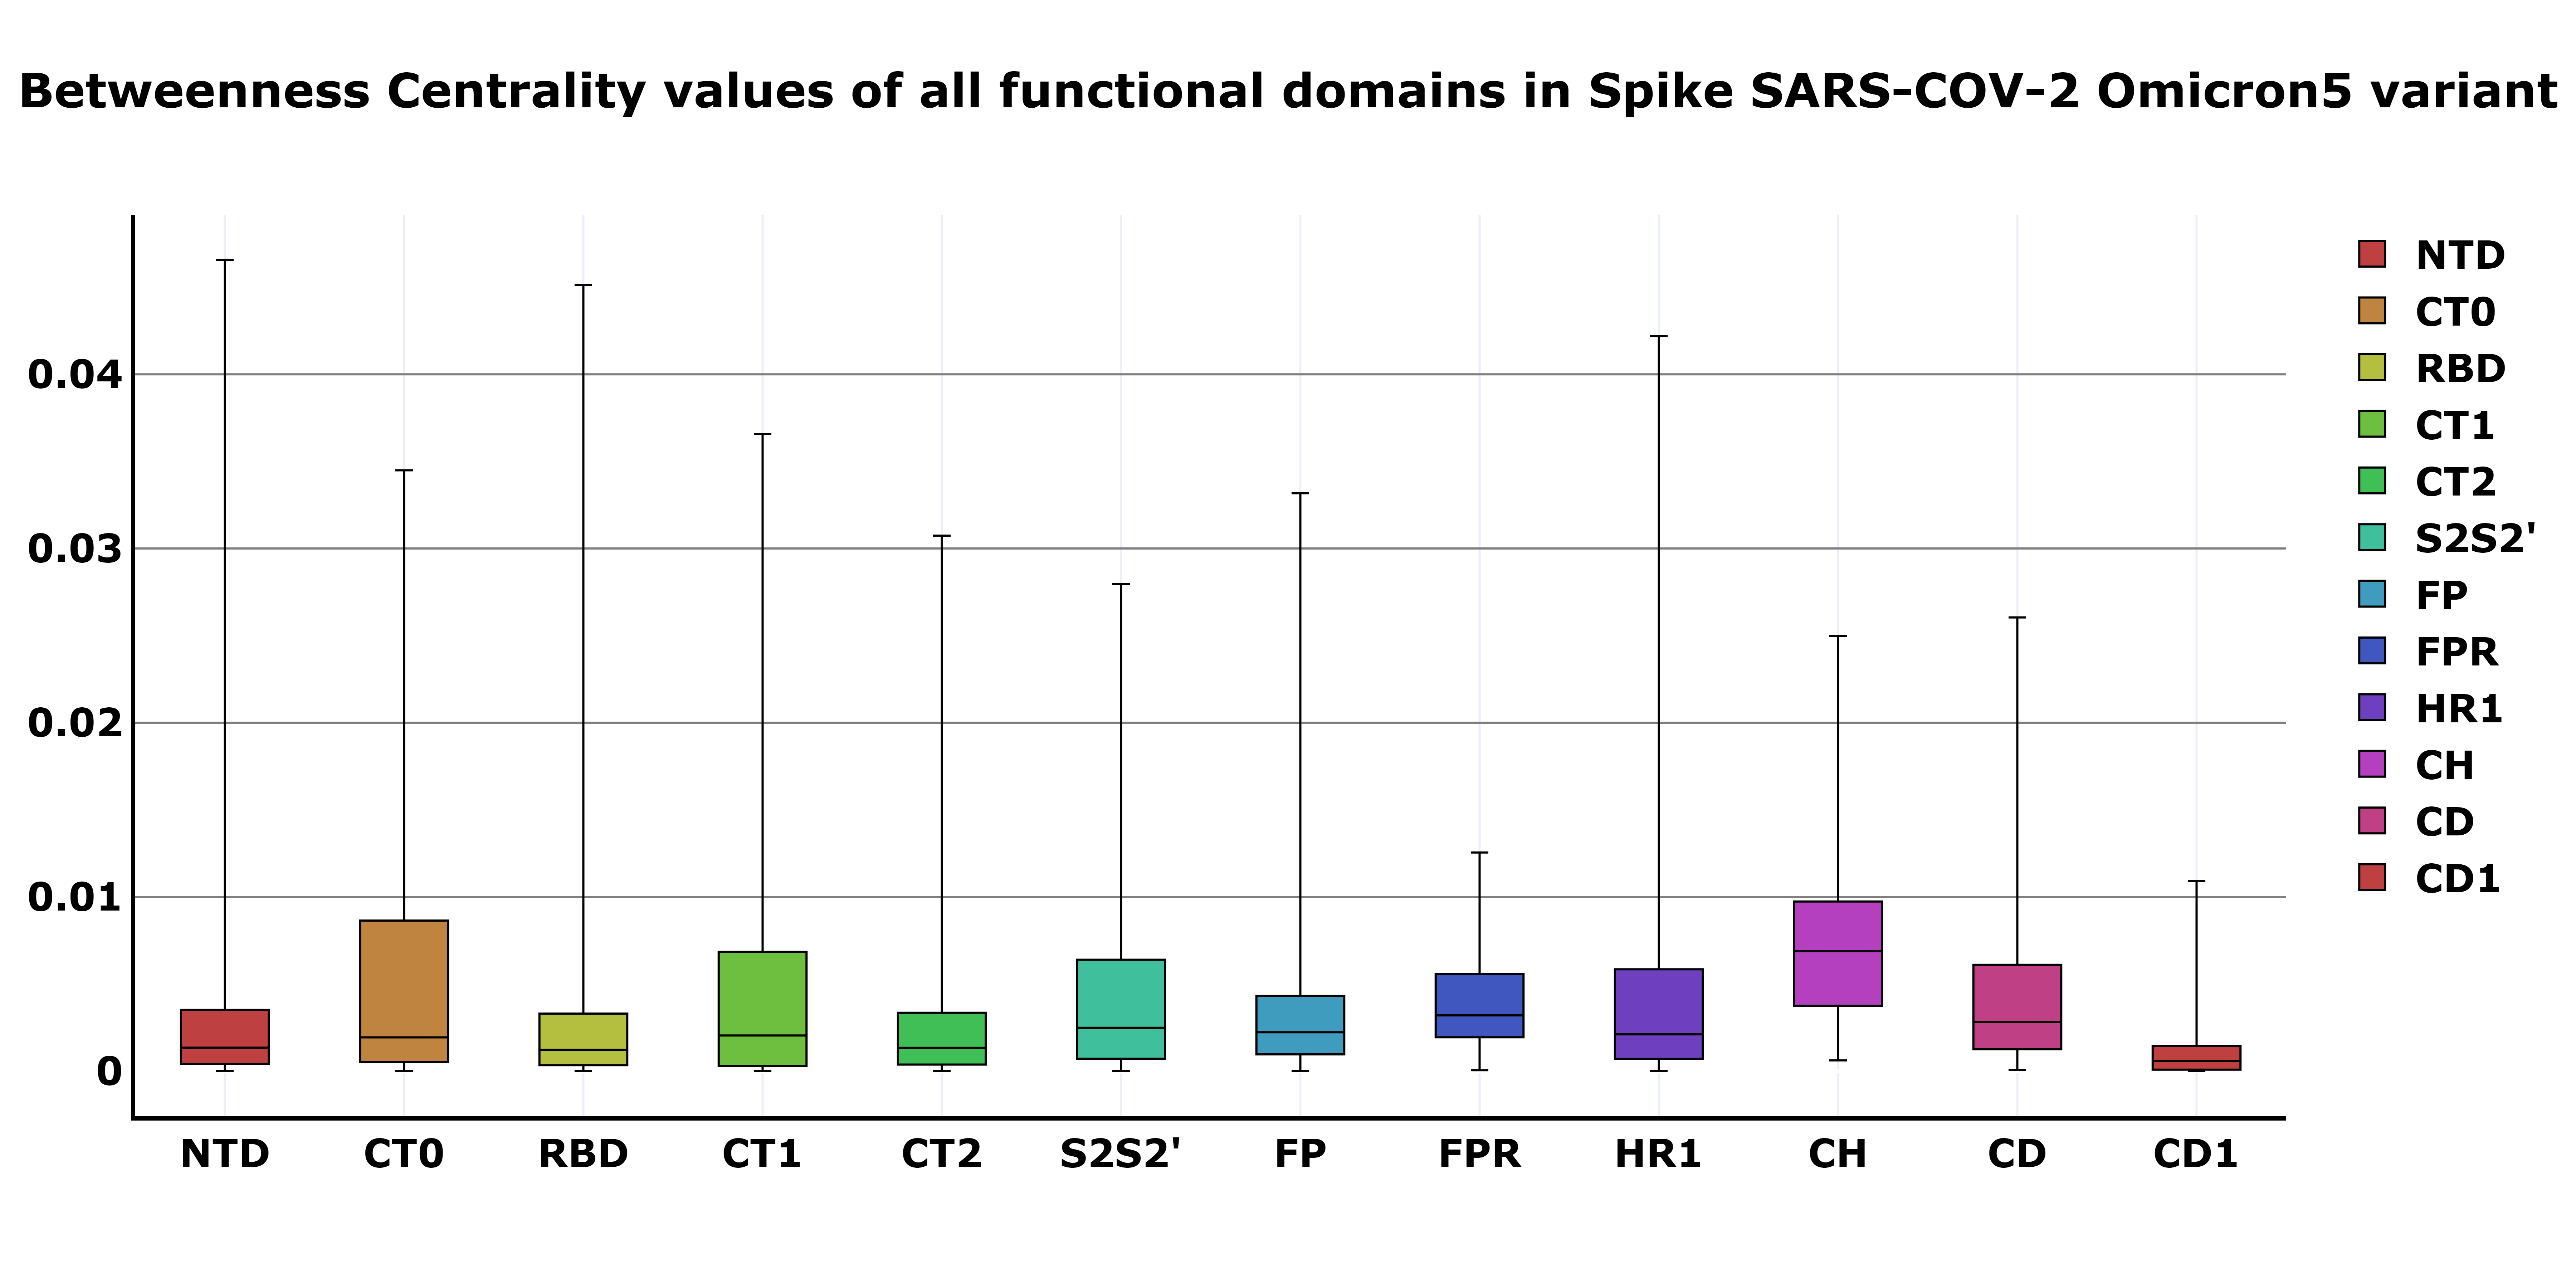 Betweenness Centrality values of all functional domains in Spike SARS-COV-2 Omicron5 variant
0.04
0.03
0.02
0.01
0
NTD CT0 RBD CT1 CT2 S2S2' FP FPR HR1 CH CD CD1
NTD
CT0
RBD
CT1
CT2
S2S2'
FP
FPR
HR1
CH
CD
CD1